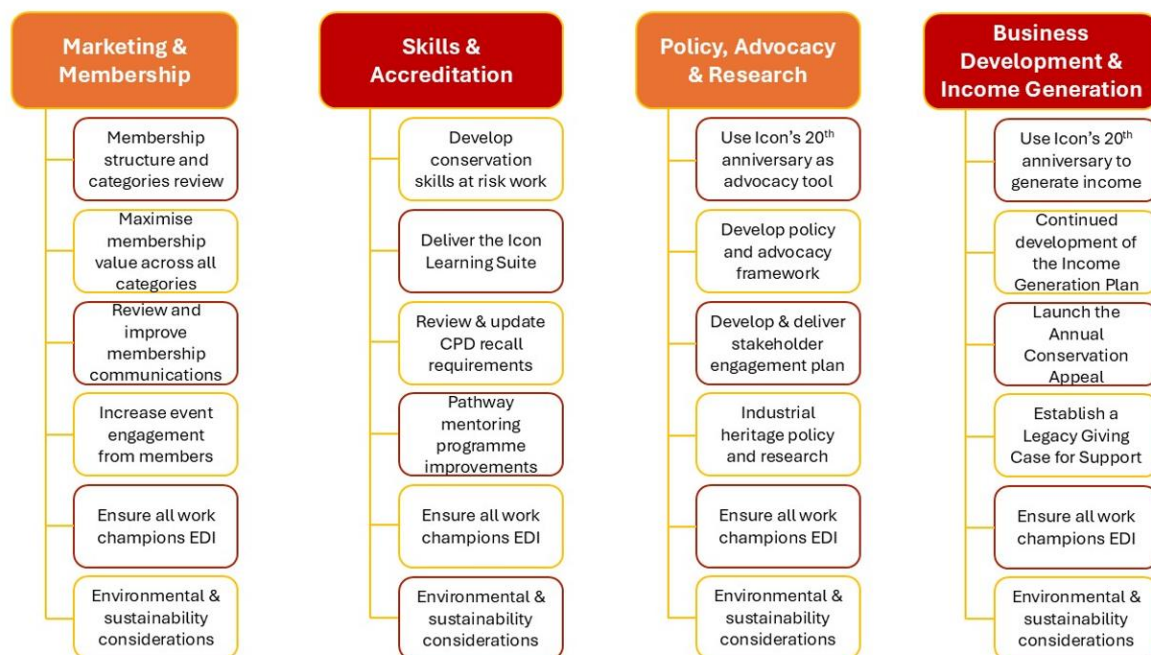 Marketing &
Membership
Membership
structure and
categories review
Maximise
membership
value across all
categories
Review and
improve
membership
communications
Increase event
engagement
from members
Ensure all work
champions EDI
Environmental &
sustainability
considerations
Skills &
Accreditation
Develop
conservation
skills at risk work
Deliver the Icon
Learning Suite
Review & update
CPD recall
requirements
Pathway
mentoring
programme
improvements
Ensure all work
champions EDI
Environmental &
sustainability
considerations
Policy, Advocacy
& Research
Use Icon’s 20th
anniversary as
advocacy tool
Develop policy
and advocacy
framework
Develop & deliver
stakeholder
engagement plan
Industrial
heritage policy
and research
Ensure all work
champions EDI
Environmental &
sustainability
considerations
Business
Development &
Income Generation
Use Icon’s 20th
anniversary to
generate income
Continued
development of
the Income
Generation Plan
Launch the
Annual
Conservation
Appeal
Establish a
Legacy Giving
Case for Support
Ensure all work
champions EDI
Environmental &
sustainability
considerations